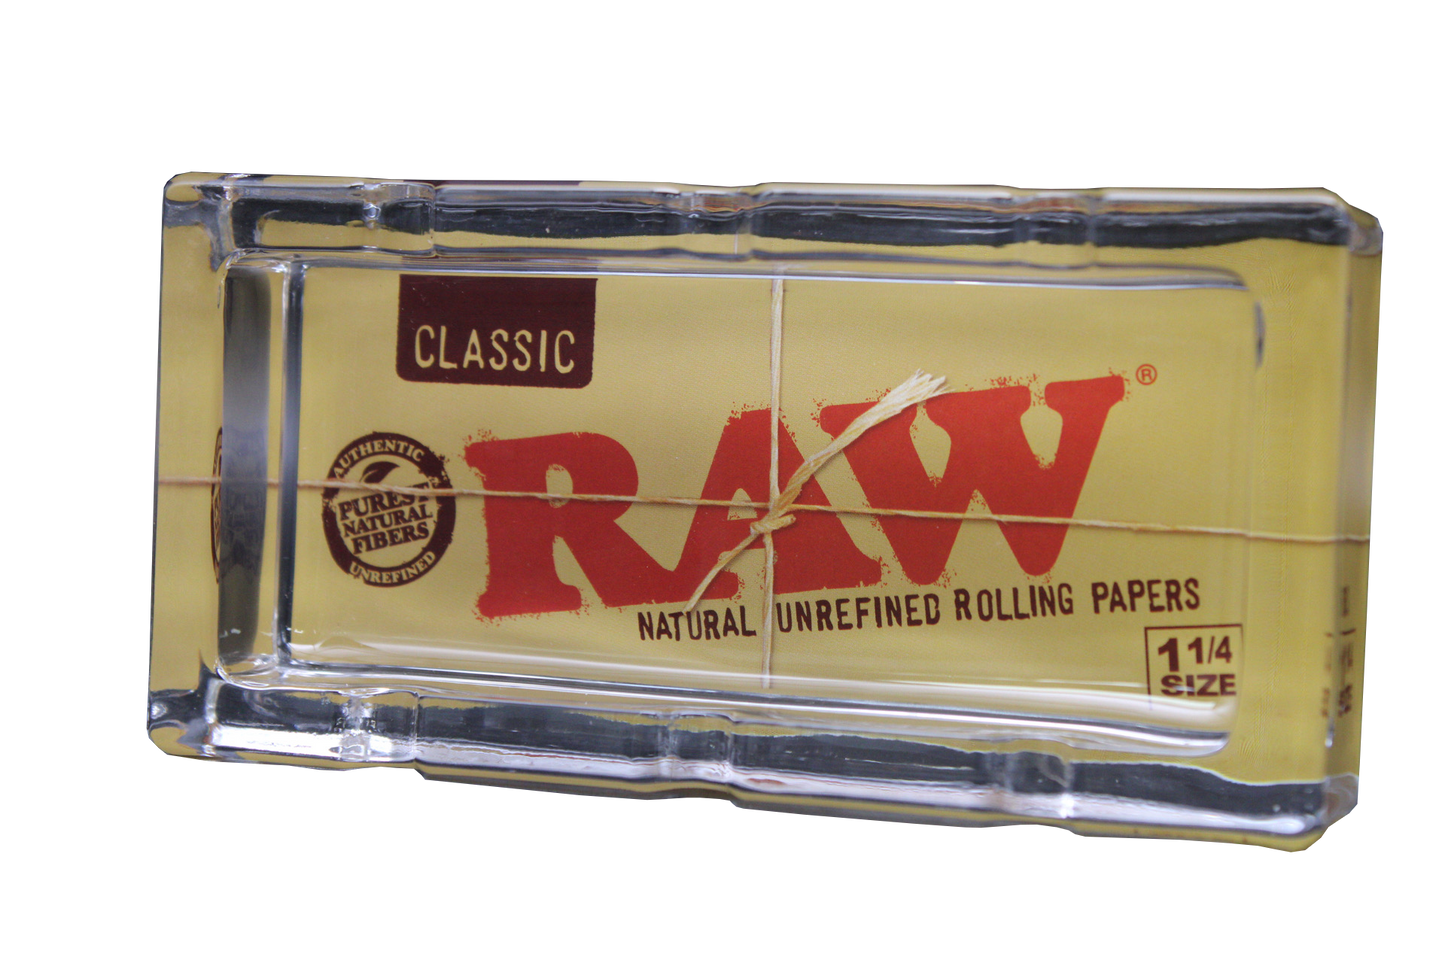 CLASSIC
RAW®
AUTHENTIC
PUREST
NATURAL
FIBERS
UNREFINED
NATURAL UNREFINED ROLLING PAPERS
1 1/4
SIZE